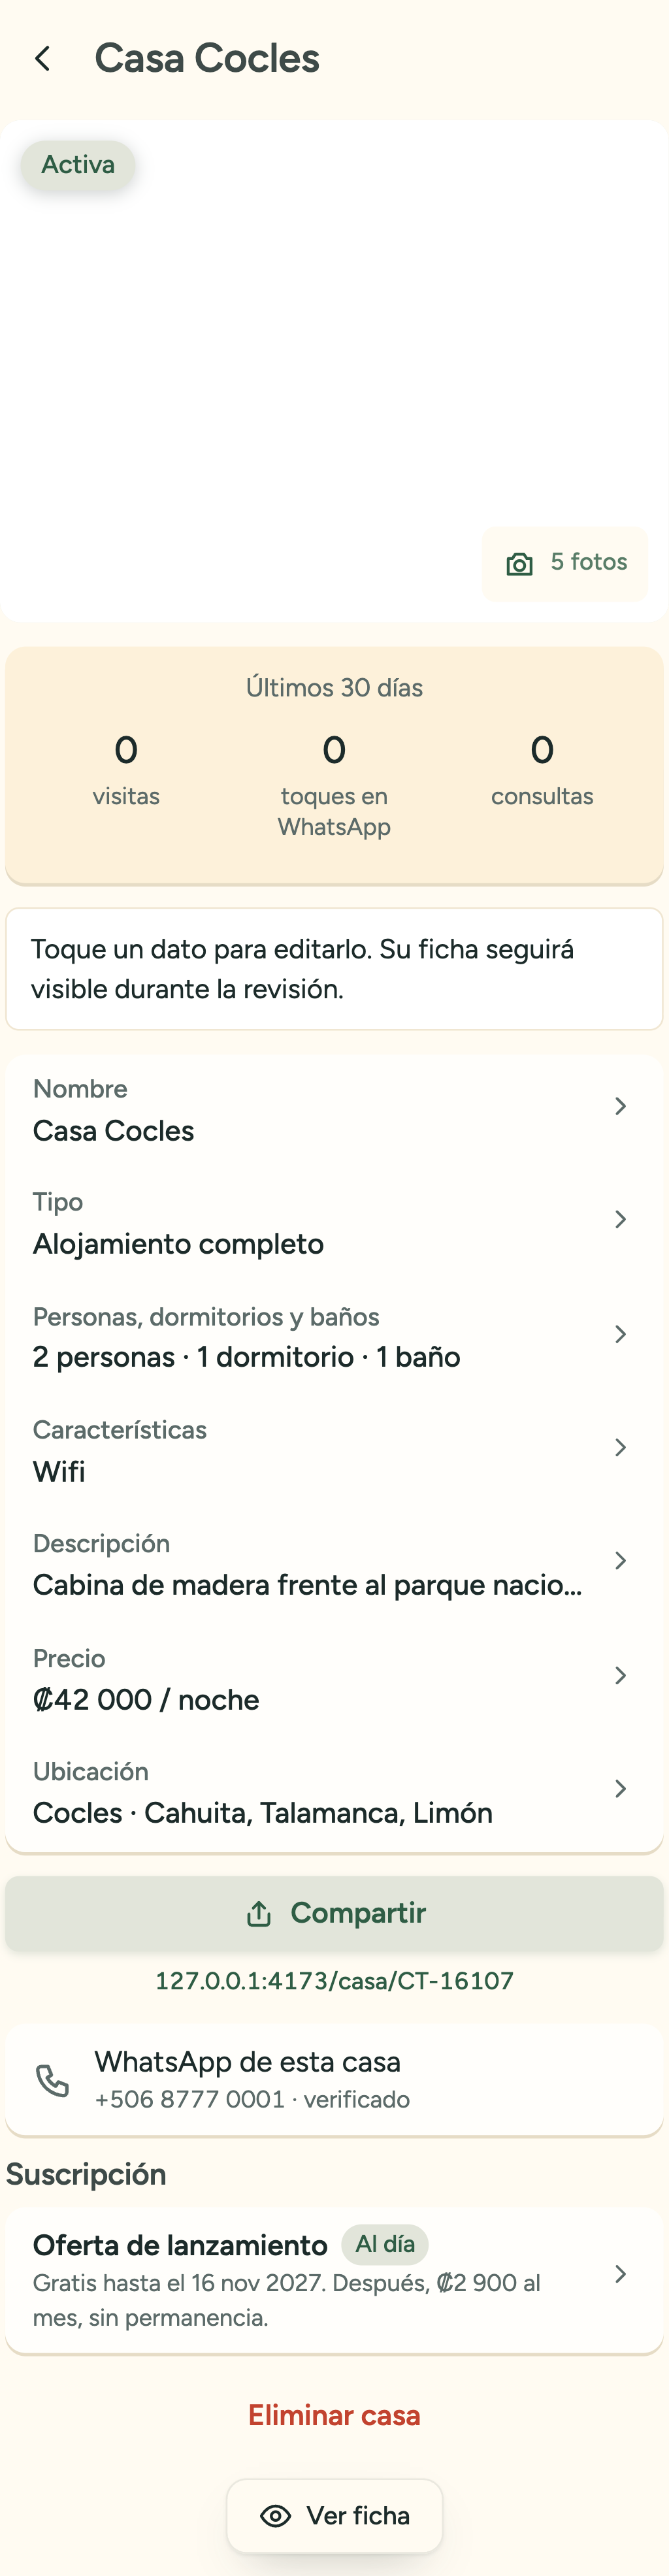 Casa Cocles
Activa
5 fotos
Últimos 30 días
0
visitas
0
toques en
WhatsApp
0
consultas
Toque un dato para editarlo. Su ficha seguirá
visible durante la revisión.
Nombre
Casa Cocles
Tipo
Alojamiento completo
Personas, dormitorios y baños
2 personas · 1 dormitorio · 1 baño
Características
Wifi
Descripción
Cabina de madera frente al parque nacio...
Precio
₡42 000 / noche
Ubicación
Cocles · Cahuita, Talamanca, Limón
Compartir
127.0.0.1:4173/casa/CT-16107
WhatsApp de esta casa
+506 8777 0001 · verificado
Suscripción
Oferta de lanzamiento Al día
Gratis hasta el 16 nov 2027. Después, ₡2 900 al
mes, sin permanencia.
Eliminar casa
Ver ficha